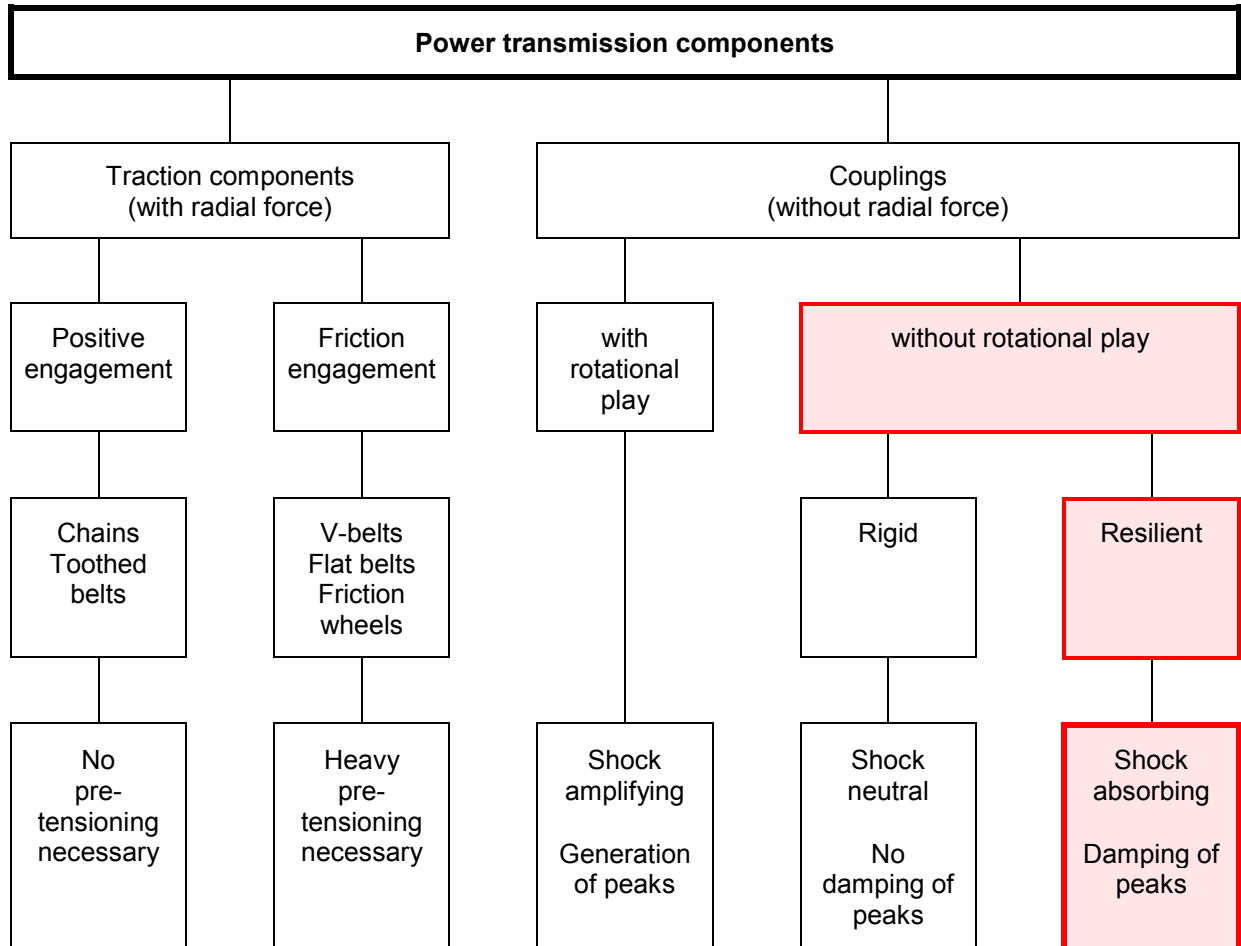 Power transmission components
Traction components
(with radial force)
Couplings
(without radial force)
Positive
engagement
Friction
engagement
with
rotational
play
without rotational play
Chains
Toothed
belts
V-belts
Flat belts
Friction
wheels
Rigid
Resilient
No
pre-
tensioning
necessary
Heavy
pre-
tensioning
necessary
Shock
amplifying
Generation
of peaks
Shock
neutral
No
damping of
peaks
Shock
absorbing
Damping of
peaks